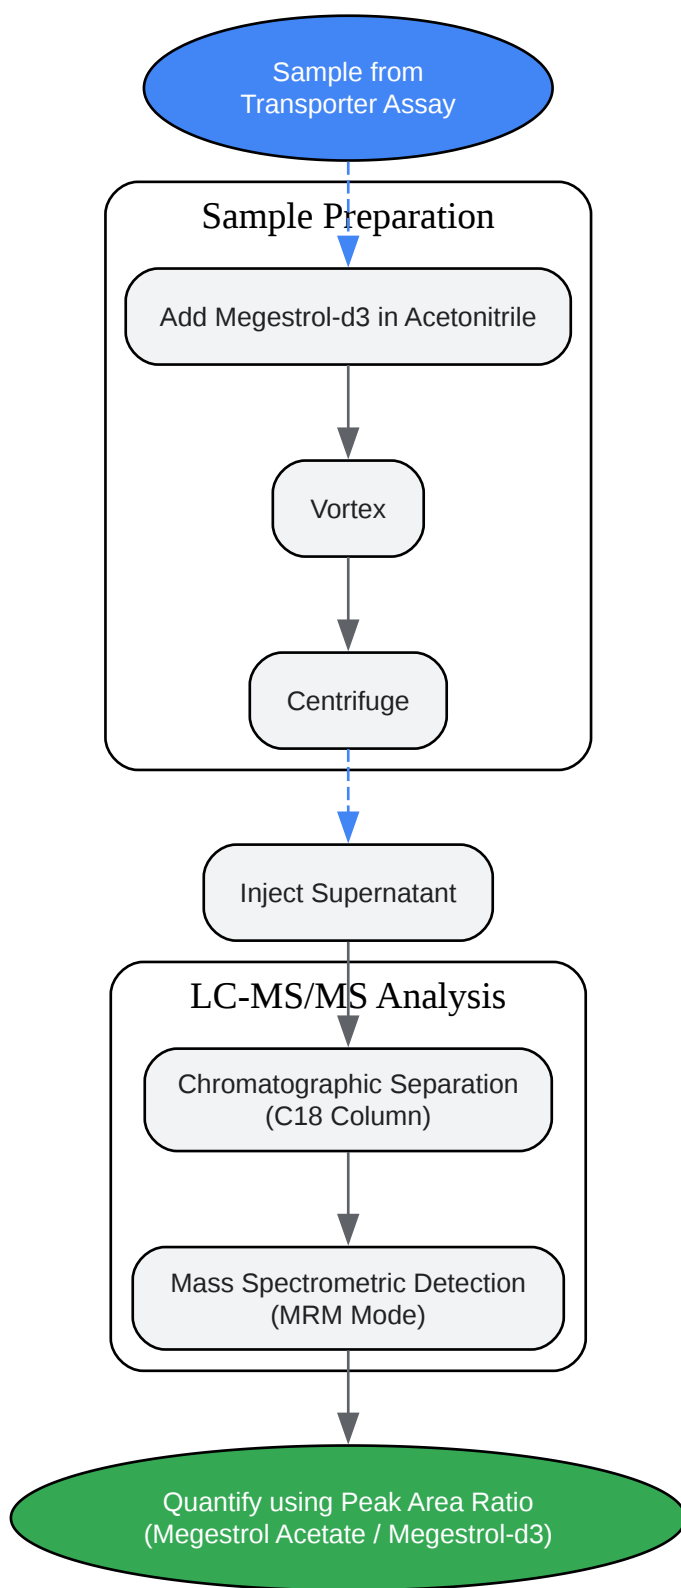 Sample from
Transporter Assay
Sample Preparation
Add Megestrol-d3 in Acetonitrile
Vortex
Centrifuge
Inject Supernatant
LC-MS/MS Analysis
Chromatographic Separation
(C18 Column)
Mass Spectrometric Detection
(MRM Mode)
Quantify using Peak Area Ratio
(Megestrol Acetate / Megestrol-d3)